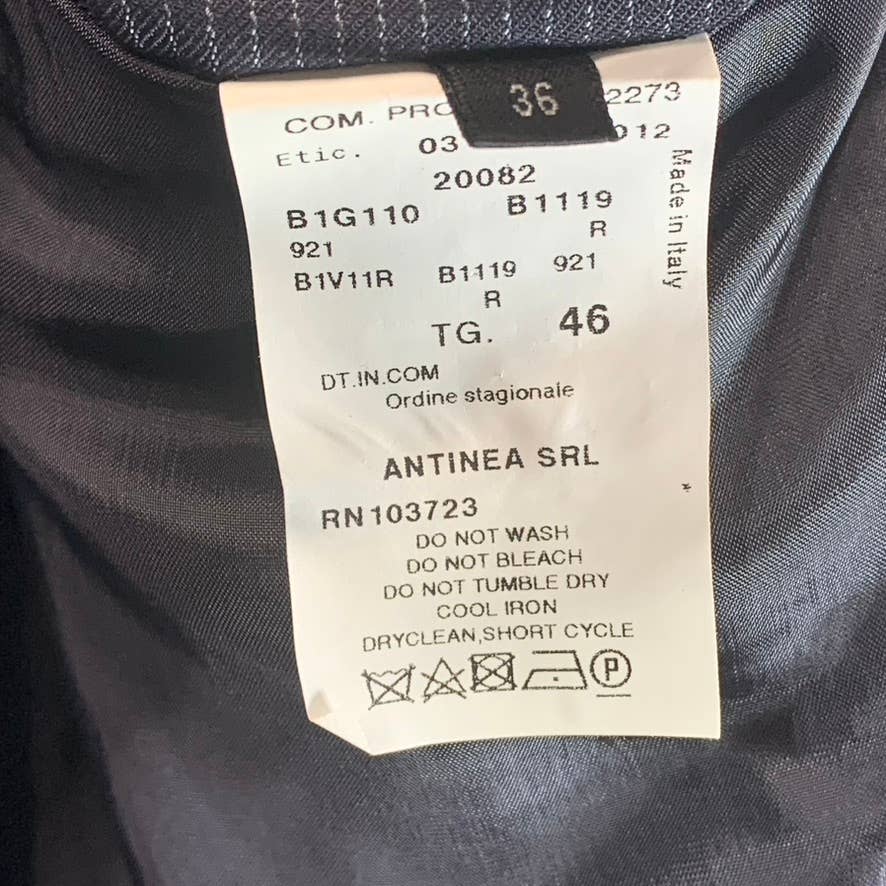 36
COM. PRO 2273
Etic. 03 012
20082
B1G110 B1119
921 R
B1V11R B1119 921
R
TG. 46
DT.IN.COM
Ordine stagionale
ANTINEA SRL
RN103723
DO NOT WASH
DO NOT BLEACH
DO NOT TUMBLE DRY
COOL IRON
DRYCLEAN,SHORT CYCLE
P
Made in Italy